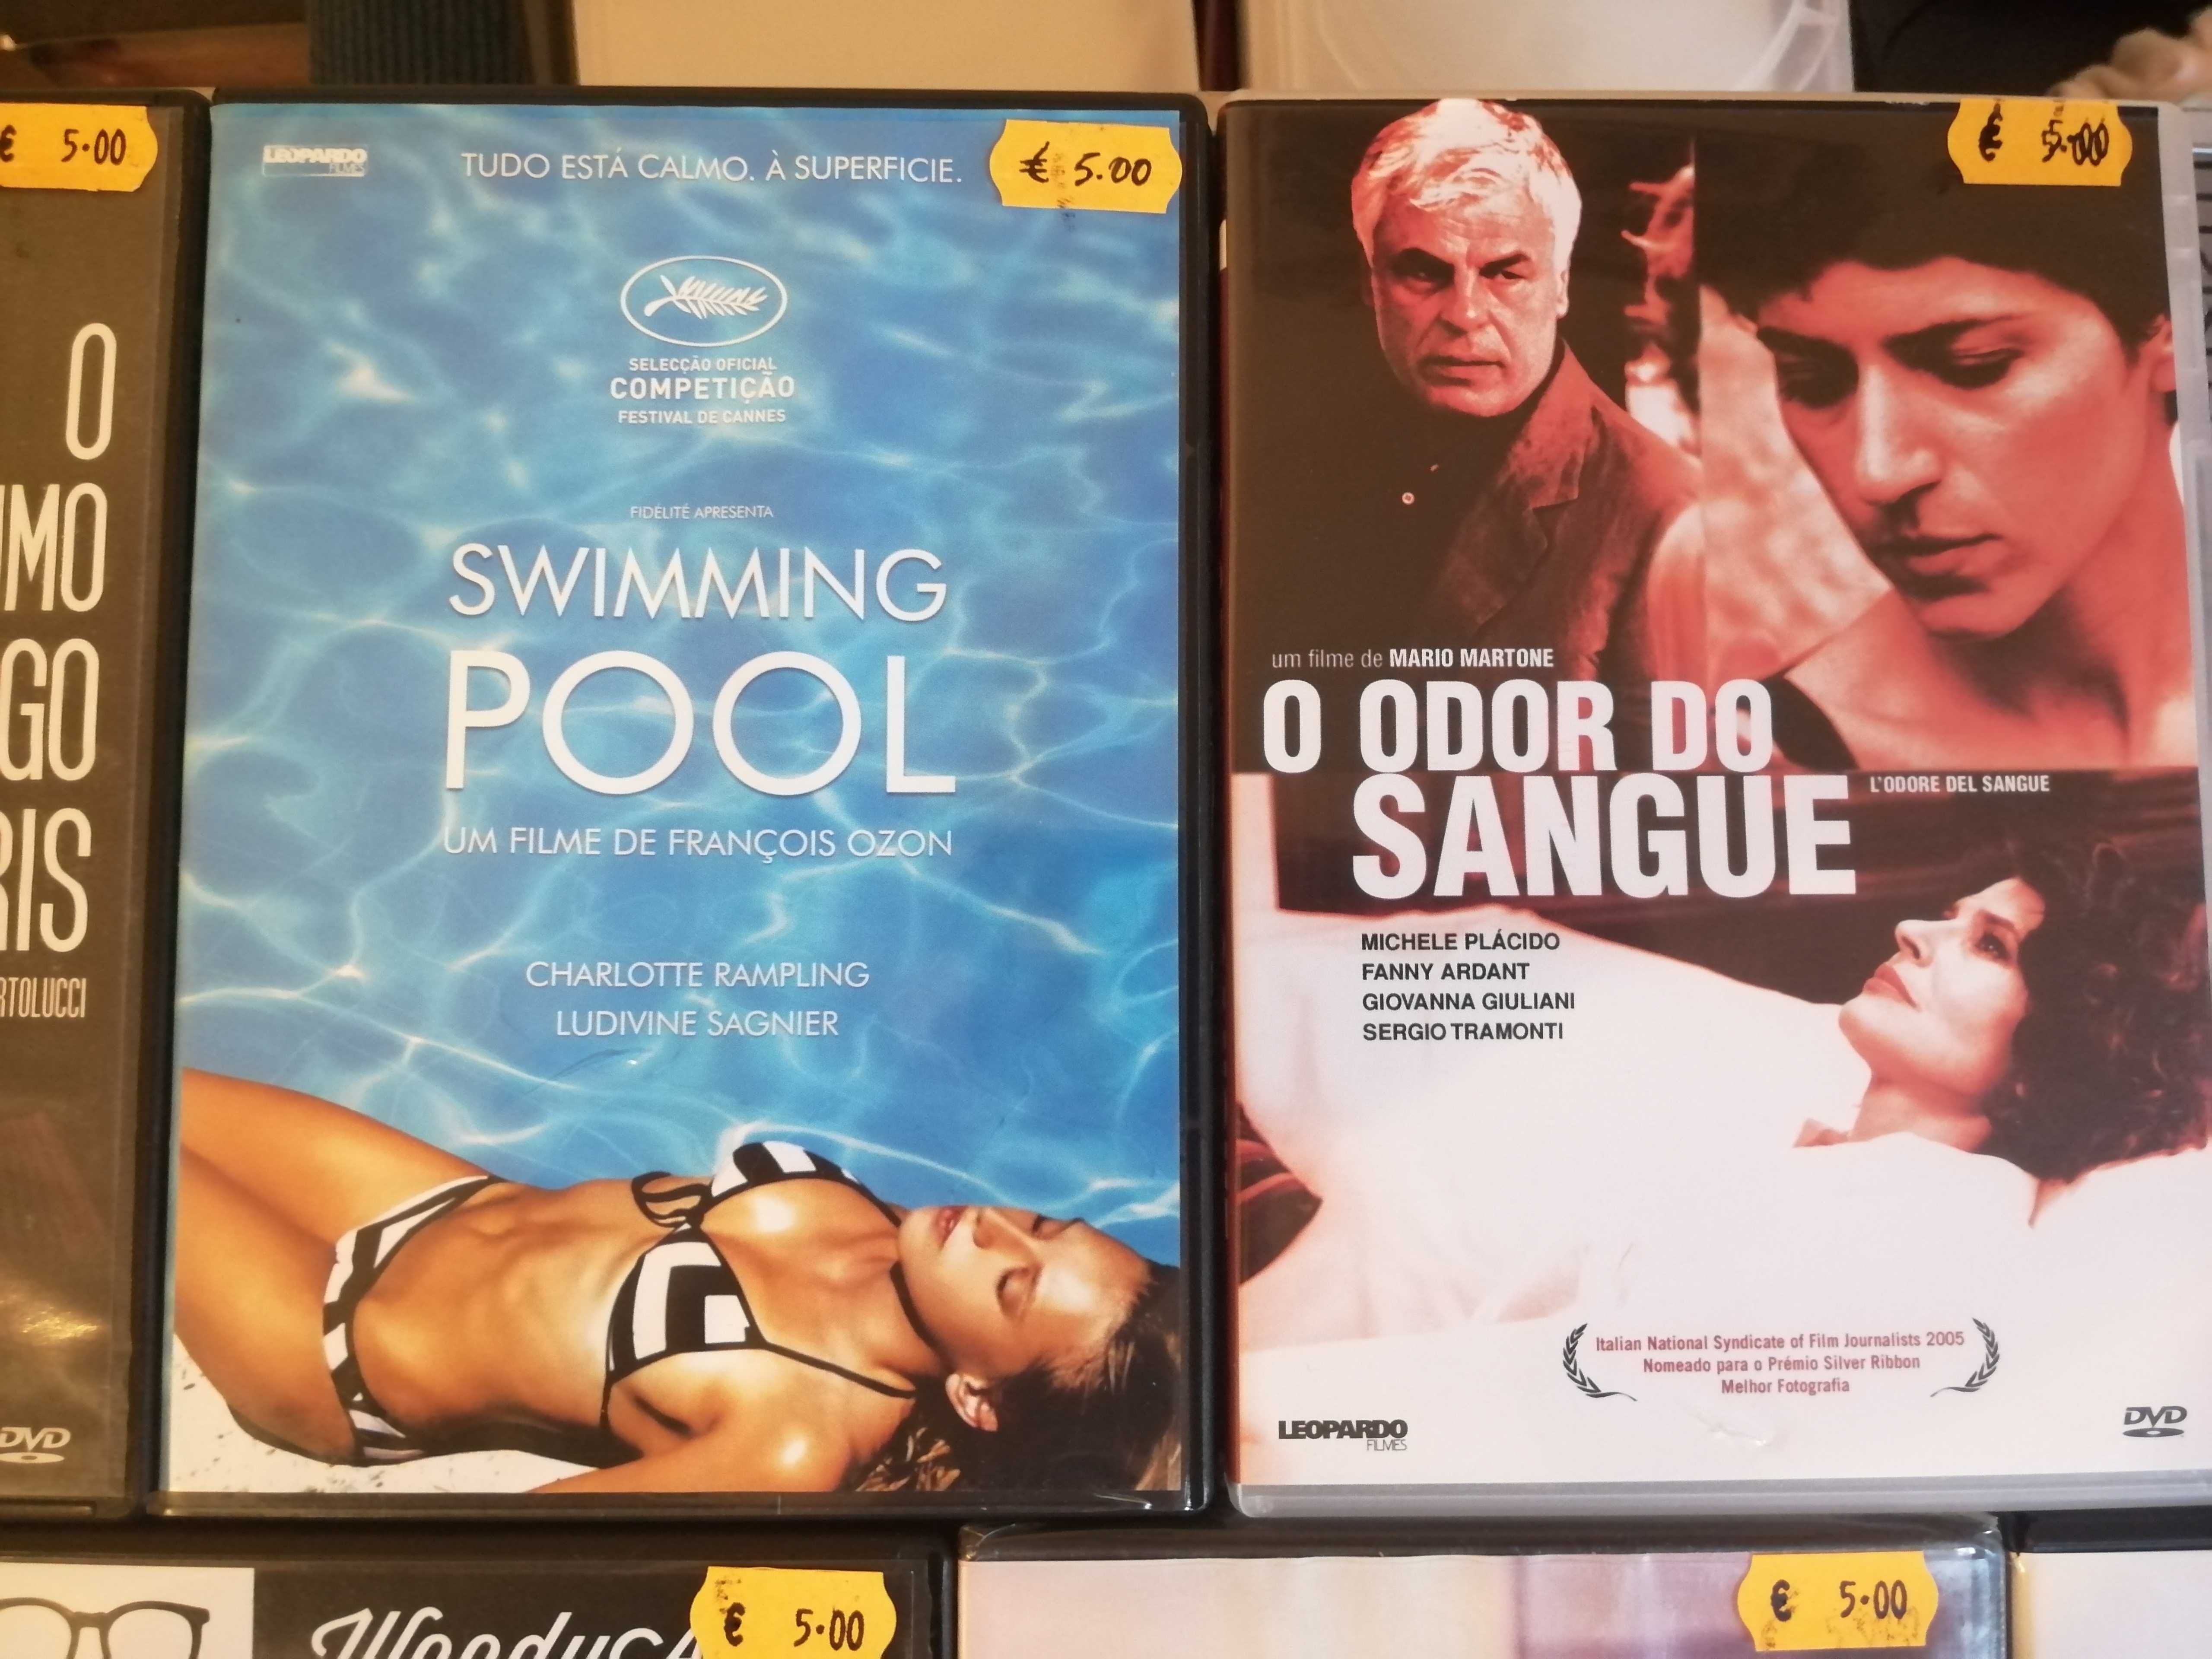 € 5.00
O
GO
RTOLUCCI
DVD
LEOPARDO
FILMES
TUDO ESTÁ CALMO. À SUPERFICIE.
€ 5.00
SELECÇÃO OFICIAL
COMPETIÇÃO
FESTIVAL DE CANNES
FIDÉLITÉ APRESENTA
SWIMMING
POOL
UM FILME DE FRANÇOIS OZON
CHARLOTTE RAMPLING
LUDIVINE SAGNIER
€ 5.00
um filme de MARIO MARTONE
O ODOR DO
SANGUE
L'ODORE DEL SANGUE
MICHELE PLÁCIDO
FANNY ARDANT
GIOVANNA GIULIANI
SERGIO TRAMONTI
Italian National Syndicate of Film Journalists 2005
Nomeado para o Prémio Silver Ribbon
Melhor Fotografia
LEOPARDO
FILMES
DVD
Woody
€ 5.00
€ 5.00